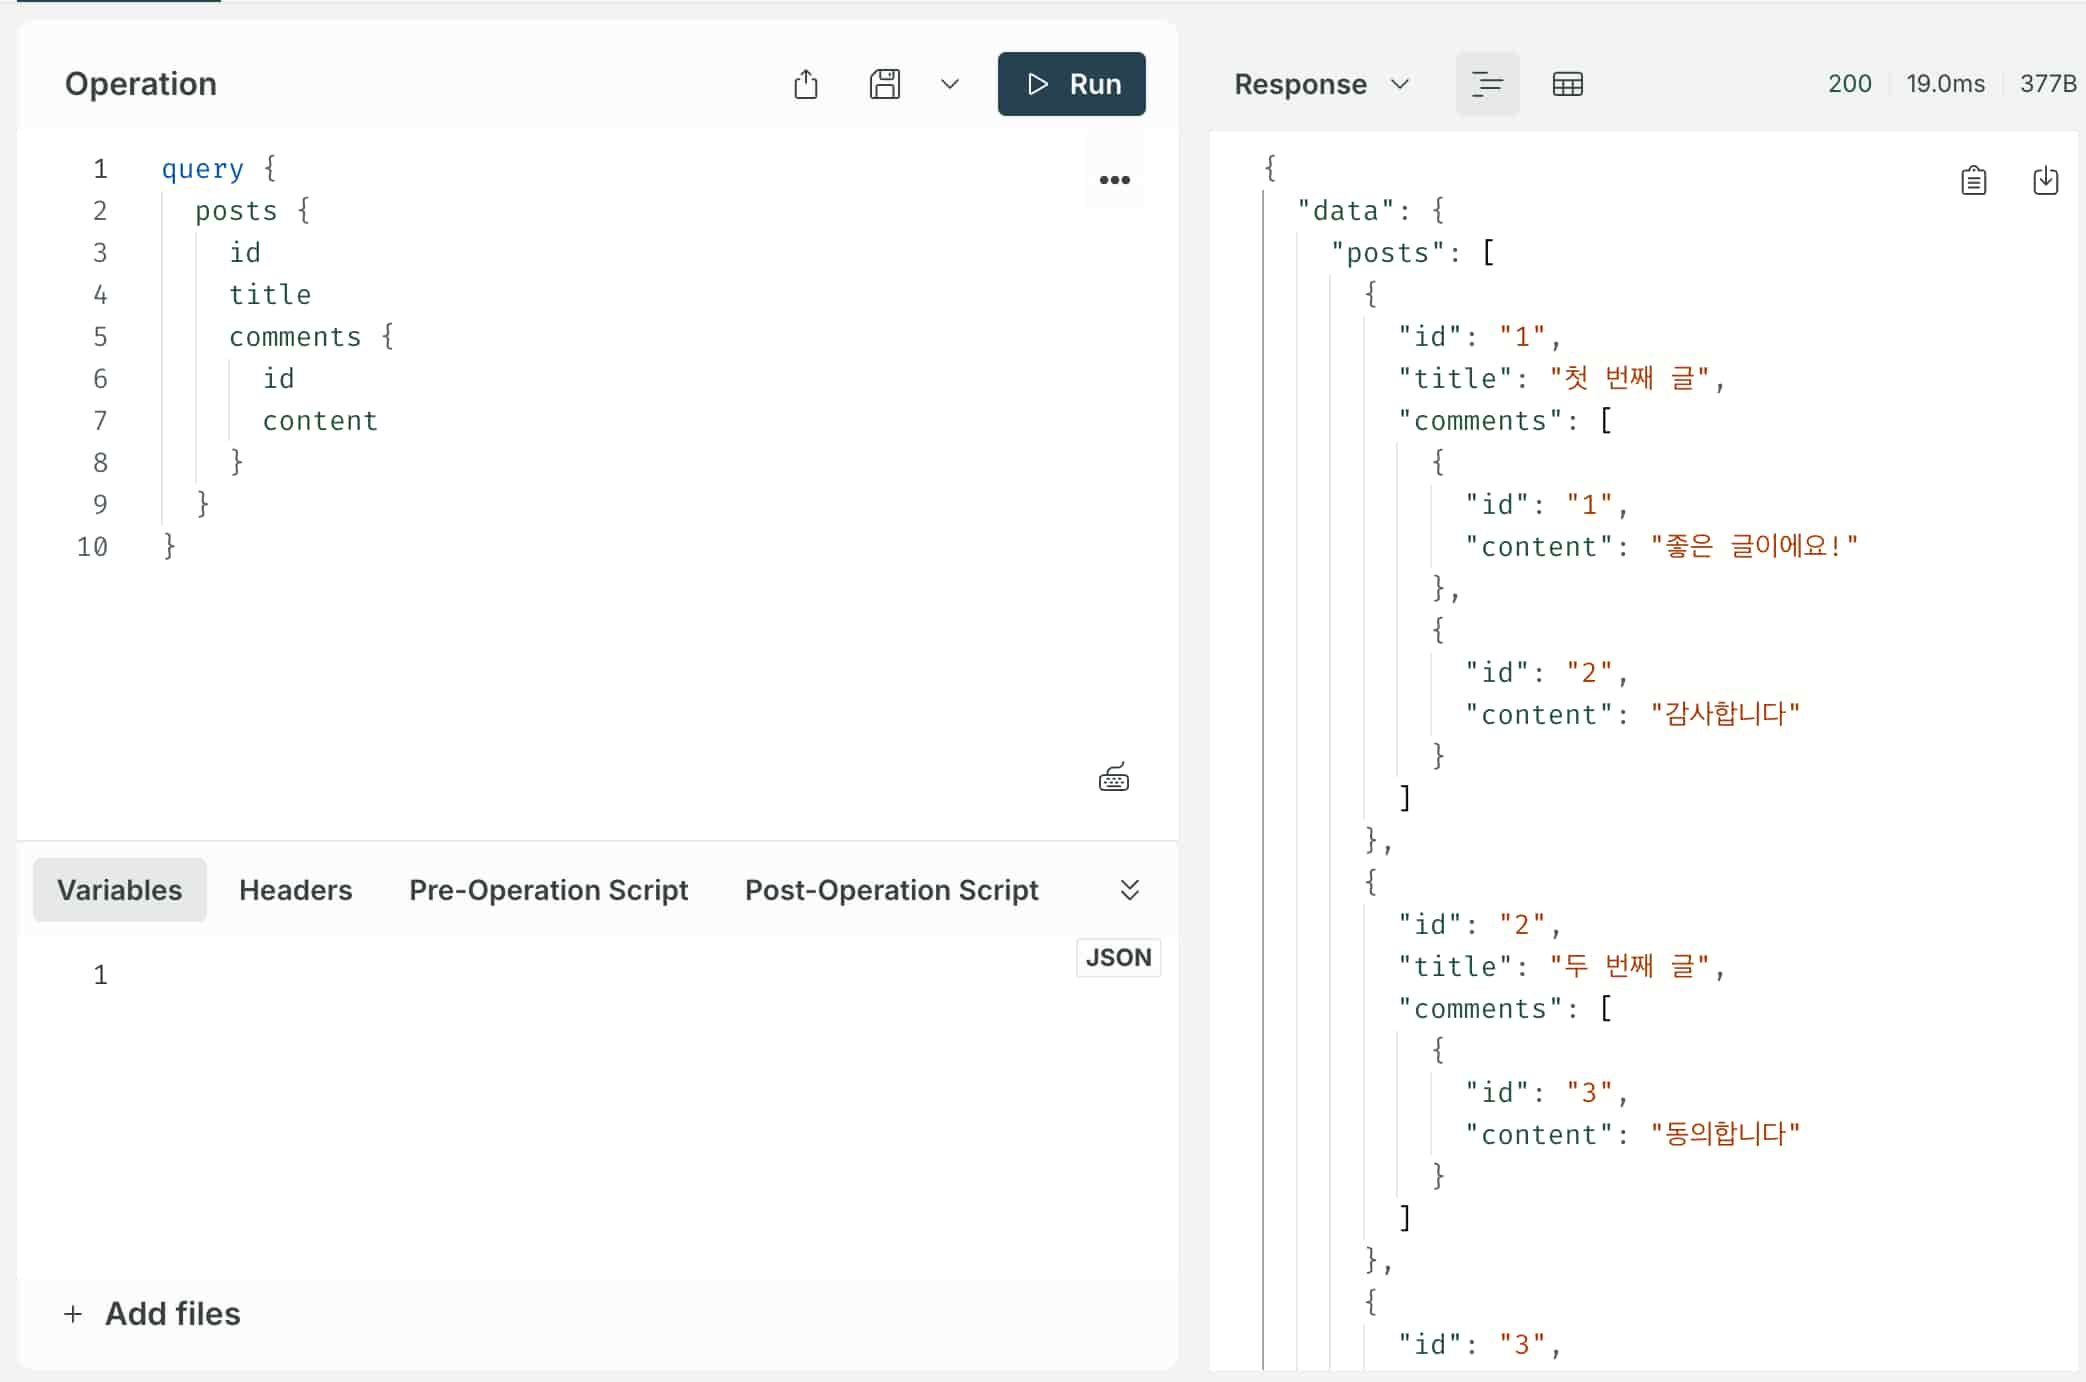 Operation
Run
1 query {
2 posts {
3 id
4 title
5 comments {
6 id
7 content
8 }
9 }
10 }
Variables Headers Pre-Operation Script Post-Operation Script
JSON
1
+ Add files
Response 200 19.0ms 377B
{
"data": {
"posts": [
{
"id": "1",
"title": "첫 번째 글",
"comments": [
{
"id": "1",
"content": "좋은 글이에요!"
},
{
"id": "2",
"content": "감사합니다"
}
]
},
{
"id": "2",
"title": "두 번째 글",
"comments": [
{
"id": "3",
"content": "동의합니다"
}
]
},
{
"id": "3",